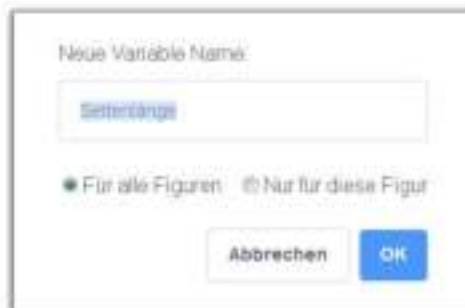 Neue Variable Name:
Seitenlänge
Für alle Figuren Nur für diese Figur
Abbrechen OK